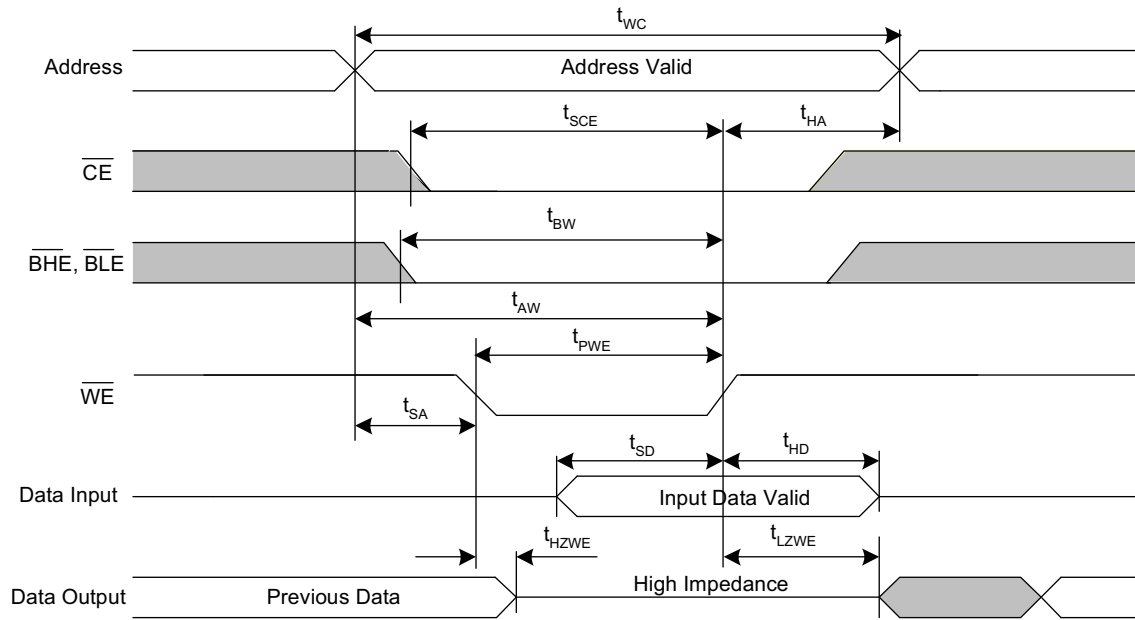 tWC
Address
Address Valid
tSCE
tHA
CE
tBW
BHE, BLE
tAW
tPWE
WE
tSA
tSD
tHD
Data Input
Input Data Valid
tHZWE
tLZWE
Data Output
Previous Data
High Impedance